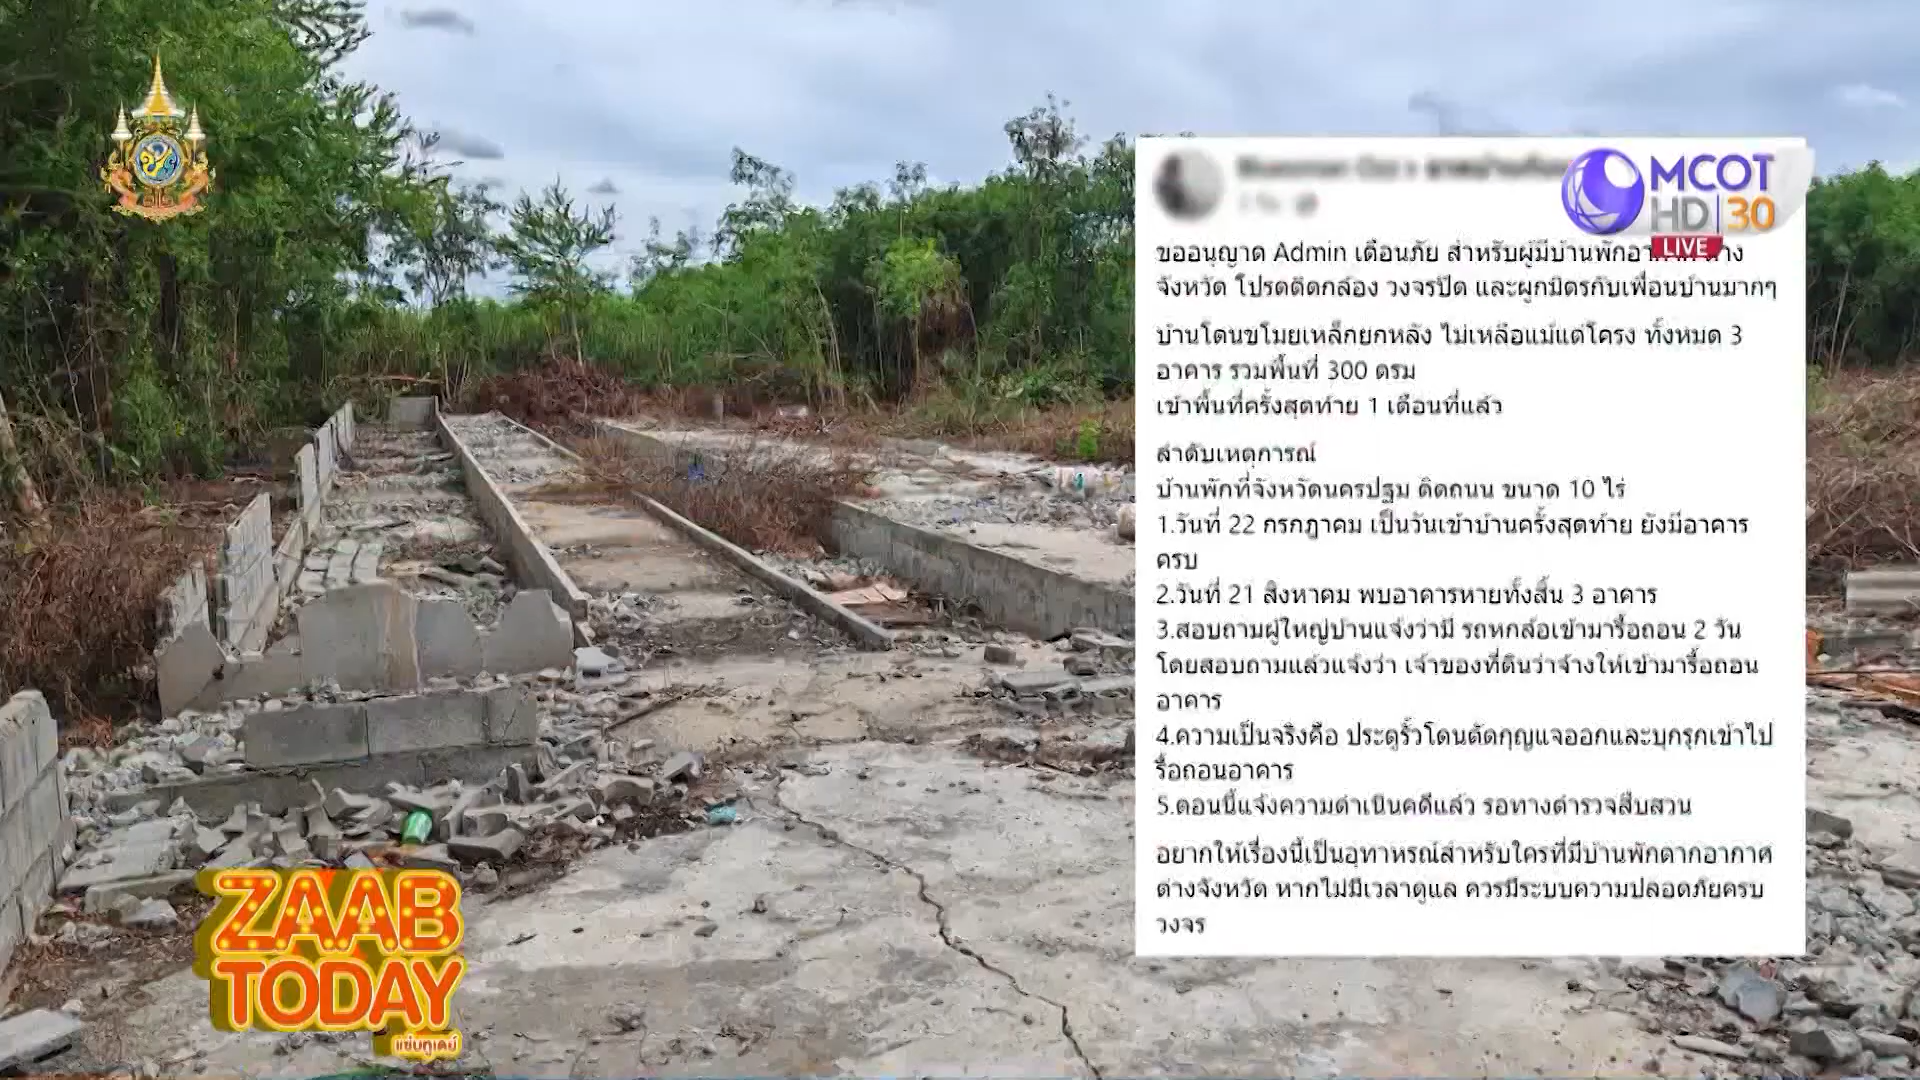 MCOT
HD 30
LIVE
ขออนุญาต Admin เตือนภัย สำหรับผู้มีบ้านพัก
จังหวัด โปรดติดกล้อง วงจรปิด และผูกมิตรกับเพื่อนบ้านมากๆ
บ้านโดนขโมยเหล็กยกหลัง ไม่เหลือแม้แต่โครง ทั้งหมด 3
อาคาร รวมพื้นที่ 300 ตรม
เข้าพื้นที่ครั้งสุดท้าย 1 เดือนที่แล้ว
ลำดับเหตุการณ์
บ้านพักที่จังหวัดนครปฐม ติดถนน ขนาด 10 ไร่
1.วันที่ 22 กรกฎาคม เป็นวันเข้าบ้านครั้งสุดท้าย ยังมีอาคาร
ครบ
2.วันที่ 21 สิงหาคม พบอาคารหายทั้งสิ้น 3 อาคาร
3.สอบถามผู้ใหญ่บ้านแจ้งว่ามี รถหกล้อเข้ามารื้อถอน 2 วัน
โดยสอบถามแล้วแจ้งว่า เจ้าของที่ดินว่าจ้างให้เข้ามารื้อถอน
อาคาร
4.ความเป็นจริงคือ ประตูรั้วโดนตัดกุญแจออกและบุกรุกเข้าไป
รื้อถอนอาคาร
5.ตอนนี้แจ้งความดำเนินคดีแล้ว รอทางตำรวจสืบสวน
อยากให้เรื่องนี้เป็นอุทาหรณ์สำหรับใครที่มีบ้านพักตากอากาศ
ต่างจังหวัด หากไม่มีเวลาดูแล ควรมีระบบความปลอดภัยครบ
วงจร
ZAAB
TODAY
แซ่บทูเดย์